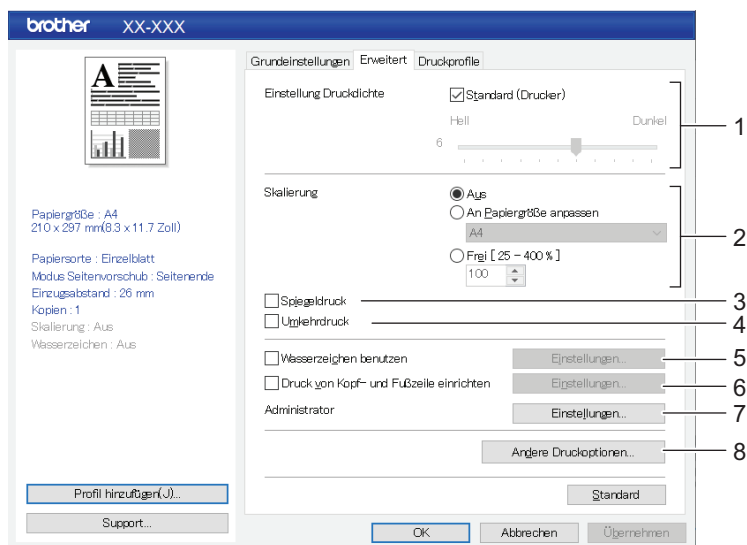 brother XX-XXX
Grundeinstellungen Erweitert Druckprofile
A
Einstellung Druckdichte
Standard (Drucker)
Hell Dunkel
6
1
Papiergröße : A4
210 x 297 mm(8.3 x 11.7 Zoll)
Papiersorte : Einzelblatt
Modus Seitenvorschub : Seitenende
Einzugsabstand : 26 mm
Kopien : 1
Skalierung : Aus
Wasserzeichen : Aus
Skalierung
Aus
An Papiergröße anpassen
A4
Frei [ 25 – 400 % ]
100
2
Spiegeldruck 3
Umkehrdruck 4
Wasserzeichen benutzen Einstellungen... 5
Druck von Kopf- und Fußzeile einrichten Einstellungen... 6
Administrator Einstellungen... 7
Andere Druckoptionen... 8
Profil hinzufügen(J)...
Standard
Support...
OK Abbrechen Übernehmen